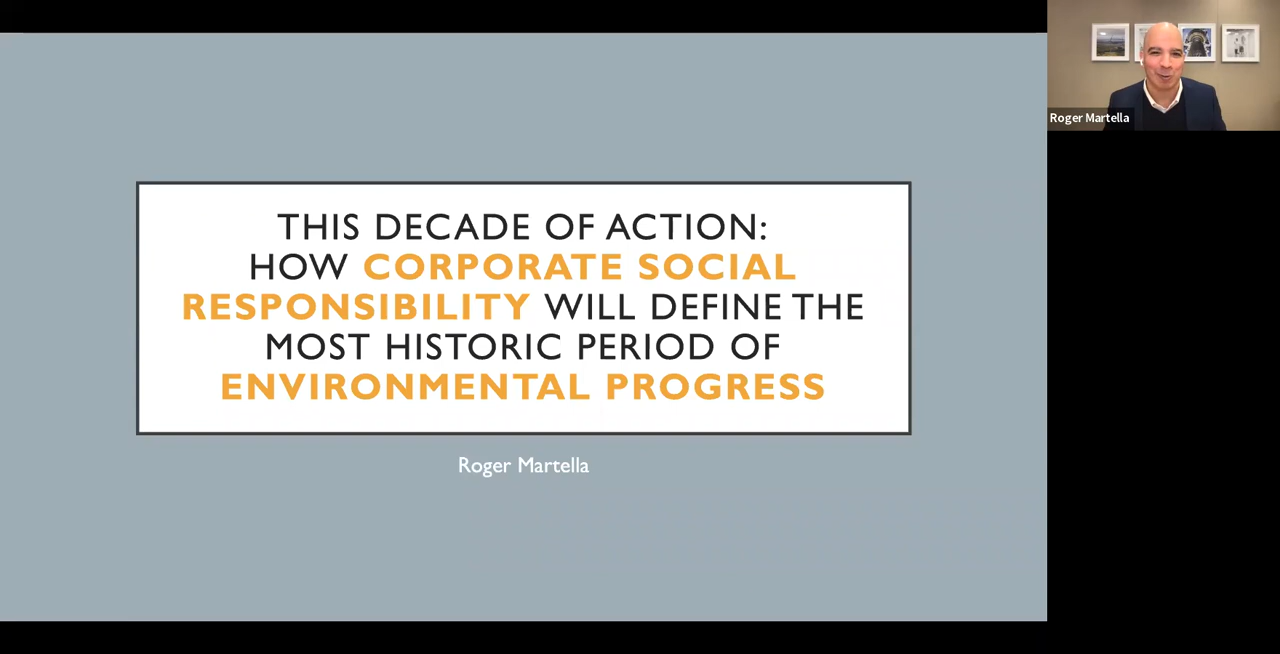 THIS DECADE OF ACTION:
HOW CORPORATE SOCIAL
RESPONSIBILITY WILL DEFINE THE
MOST HISTORIC PERIOD OF
ENVIRONMENTAL PROGRESS
Roger Martella
Roger Martella